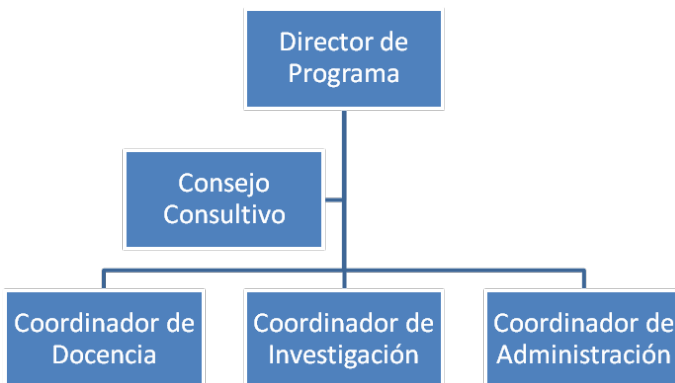 Director de
Programa
Consejo
Consultivo
Coordinador de
Docencia
Coordinador de
Investigación
Coordinador de
Administración